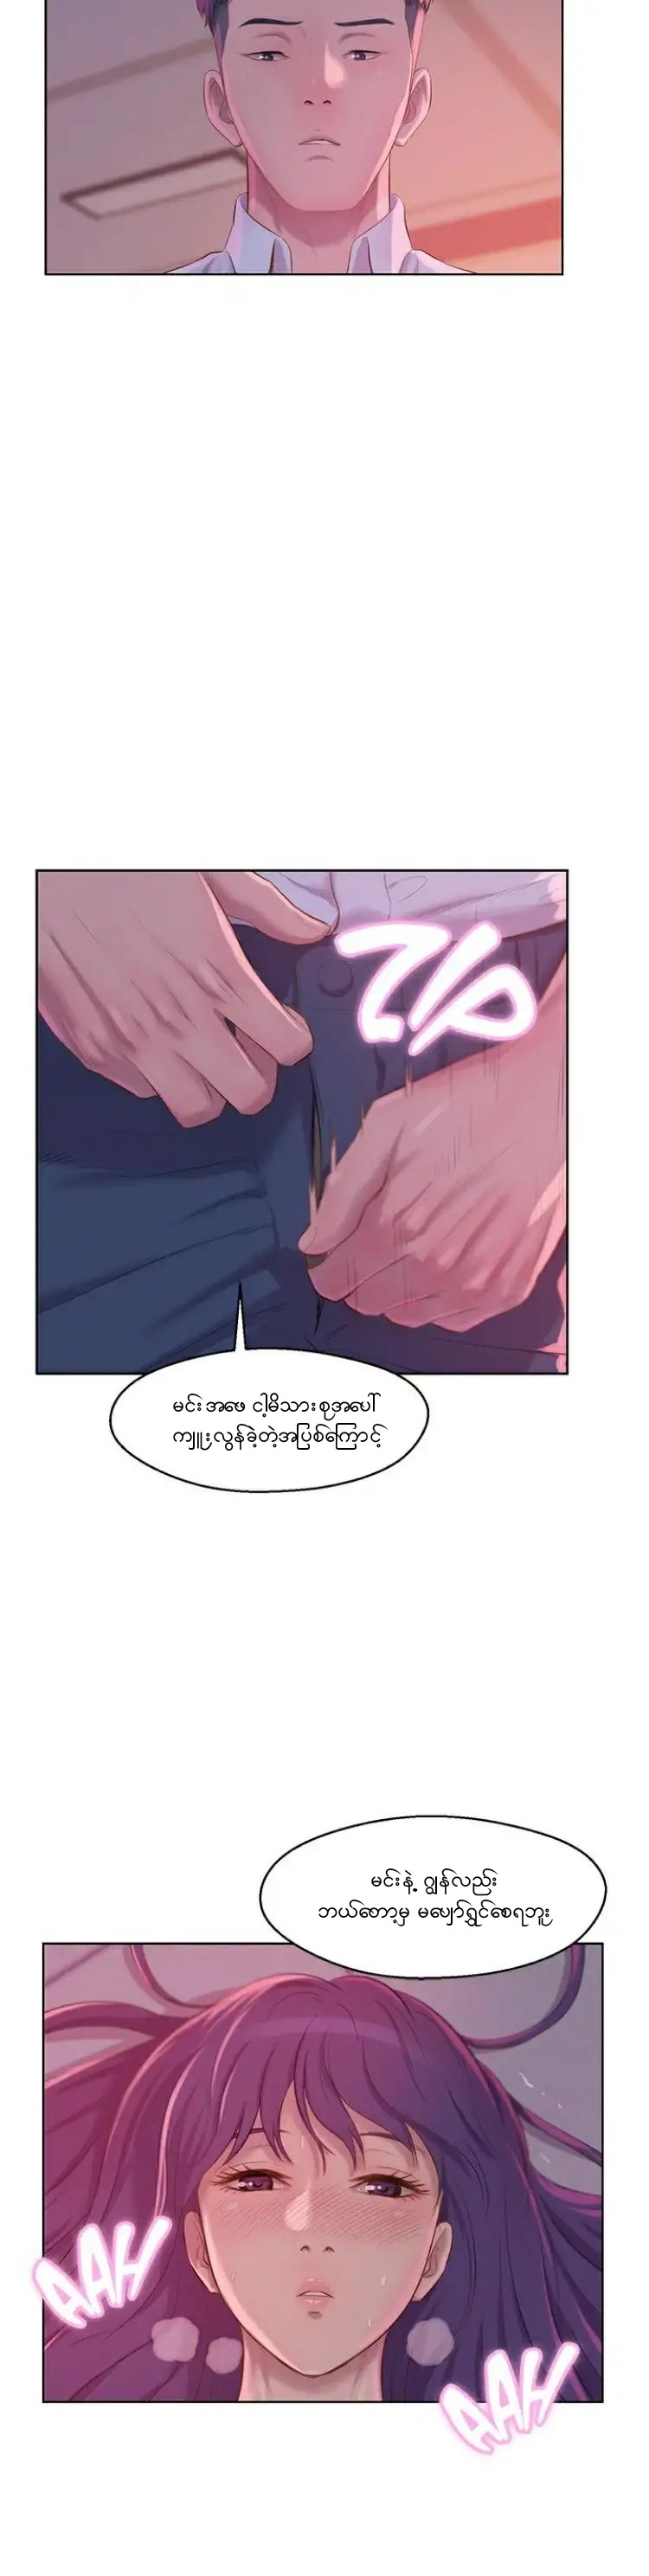 ZIP
မင်းအဖေ ငါ့မိသားစုအပေါ်
ကျူးလွန်ခဲ့တဲ့အပြစ်ကြောင့်
မင်းနဲ့ ဂျွန်လည်း
ဘယ်တော့မှ မပျော်ရွှင်စေရဘူး
AAH
AAH